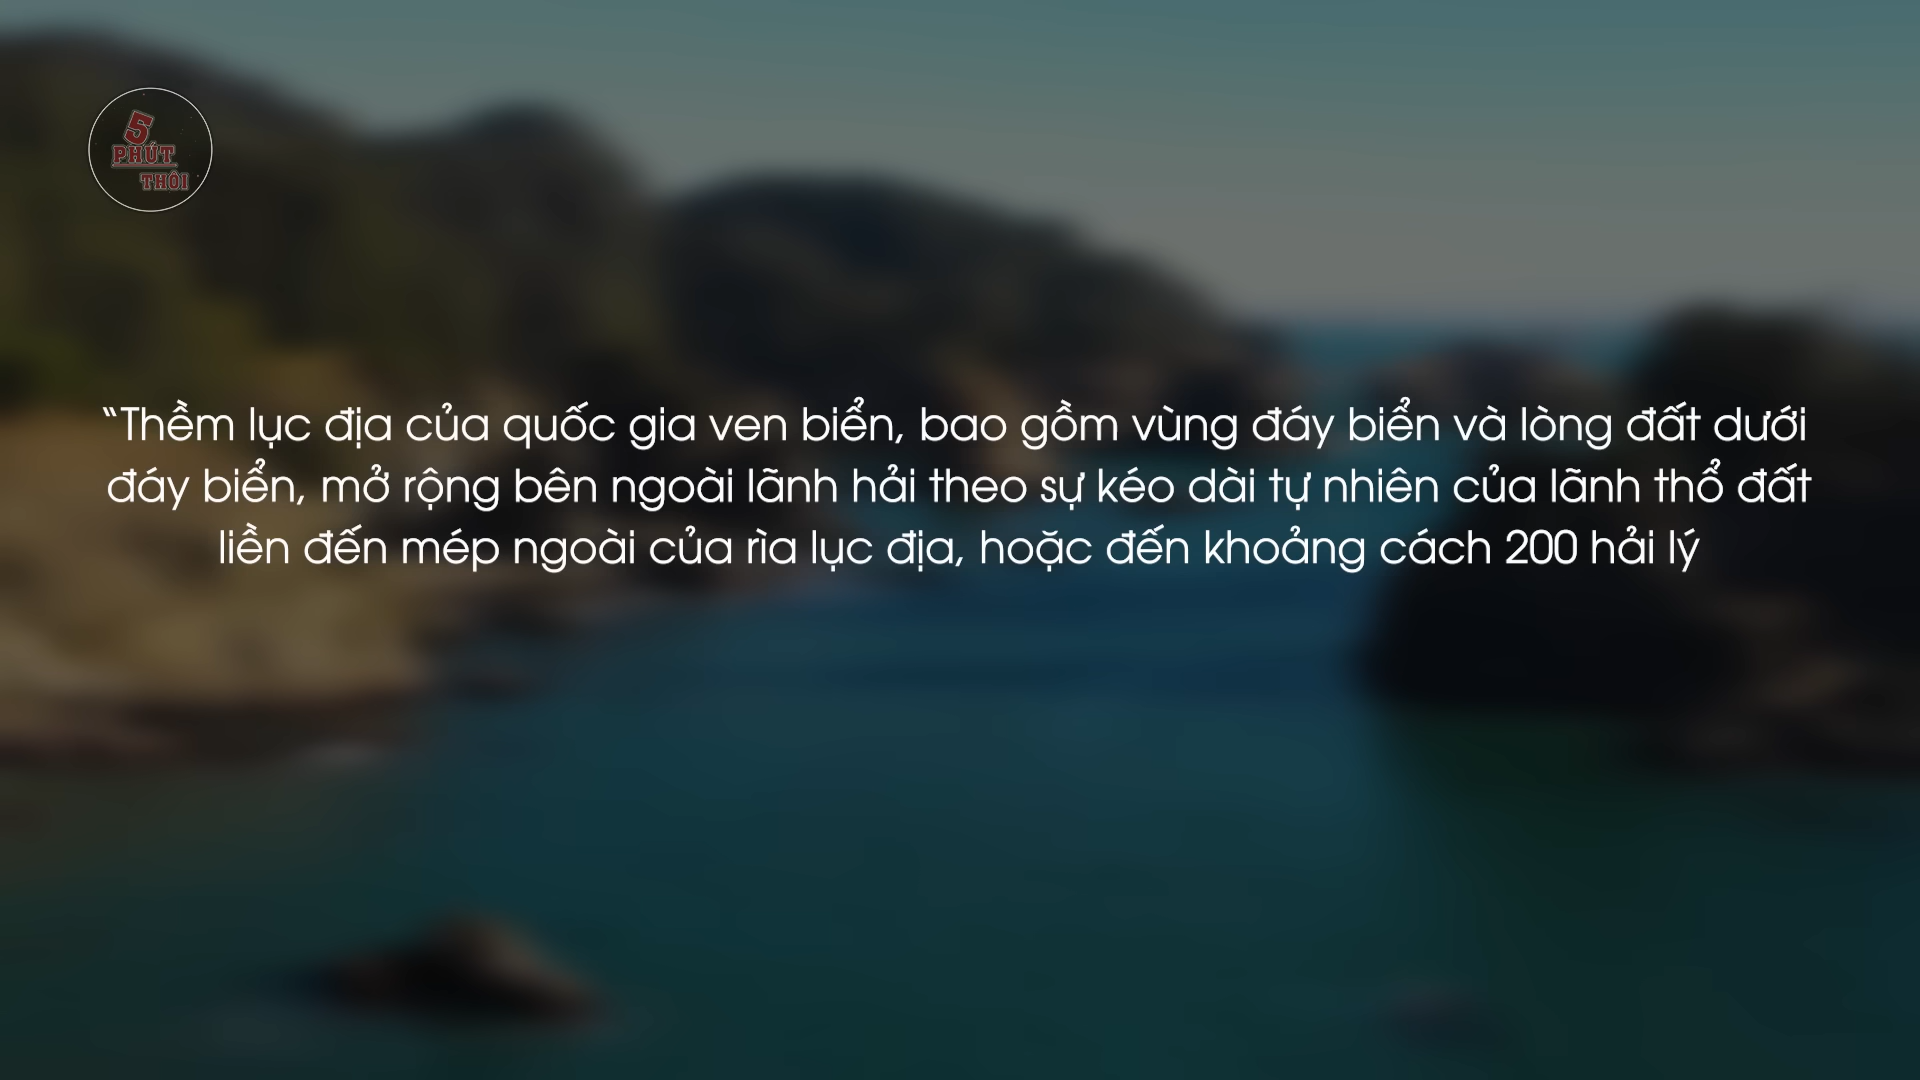 5
PHÚT
THÔI
“Thềm lục địa của quốc gia ven biển, bao gồm vùng đáy biển và lòng đất dưới
đáy biển, mở rộng bên ngoài lãnh hải theo sự kéo dài tự nhiên của lãnh thổ đất
liền đến mép ngoài của rìa lục địa, hoặc đến khoảng cách 200 hải lý